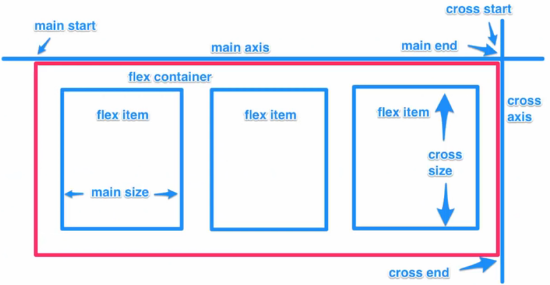 cross start
main start
main axis
main end
flex container
cross
axis
flex item
flex item
flex item
cross
size
main size
cross end